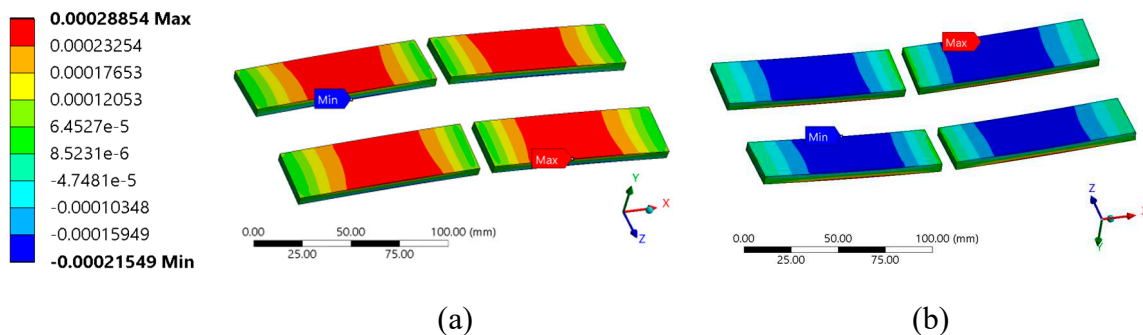 0.00028854 Max
0.00023254
0.00017653
0.00012053
6.4527e-5
8.5231e-6
-4.7481e-5
-0.00010348
-0.00015949
-0.00021549 Min
Min
Max
Y
X
Z
0.00 50.00 100.00 (mm)
25.00 75.00
(a)
Max
Min
Z
Y
0.00 50.00 100.00 (mm)
25.00 75.00
(b)